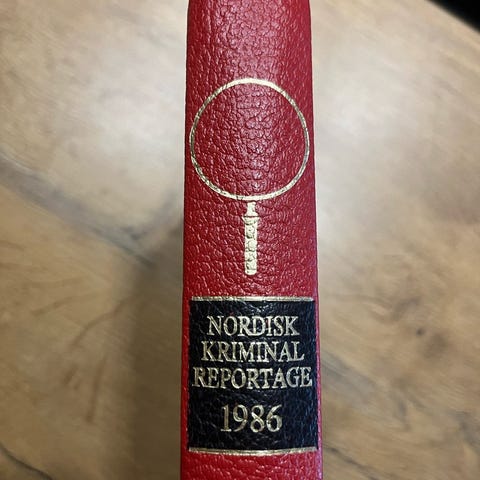 NORDISK
KRIMINAL
REPORTAGE
1986